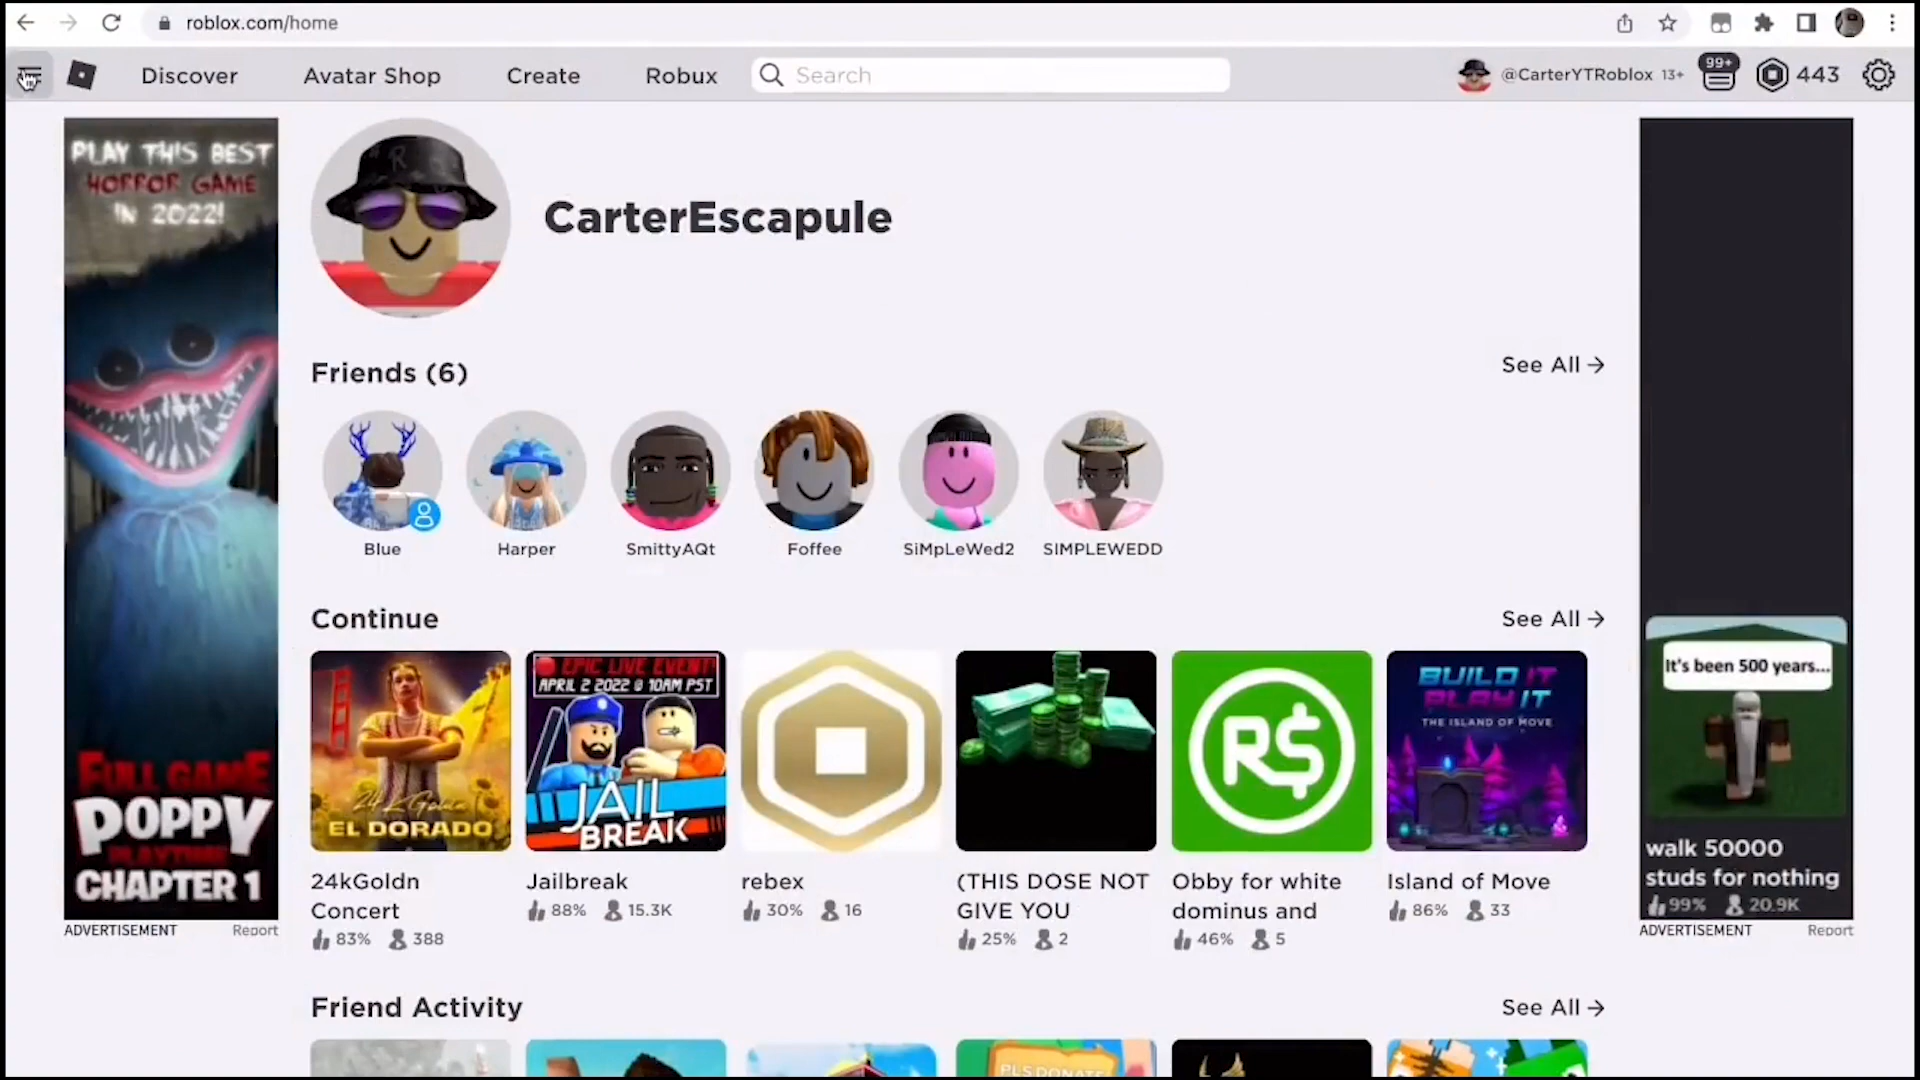 roblox.com/home
Discover
Avatar Shop
Create
Robux
Search
@CarterYTRoblox 13+
99+
443
PLAY THIS BEST
HORROR GAME
IN 2022!
FULL GAME
POPPY
PLAYTIME
CHAPTER 1
ADVERTISEMENT
Report
CarterEscapule
Friends (6)
See All →
Blue
Harper
SmittyAQt
Foffee
SiMpLeWed2
SIMPLEWEDD
Continue
See All →
24KGoldn
EL DORADO
EPIC LIVE EVENT!
APRIL 2 2022 @ 10AM PST
JAIL
BREAK
R$
BUILD IT
PLAY IT
THE ISLAND OF MOVE
24kGoldn
Concert
83% 388
Jailbreak
88% 15.3K
rebex
30% 16
(THIS DOSE NOT
GIVE YOU
25% 2
Obby for white
dominus and
46% 5
Island of Move
86% 33
It's been 500 years...
walk 50000
studs for nothing
99% 20.9K
ADVERTISEMENT
Report
Friend Activity
See All →
PLS DONATE